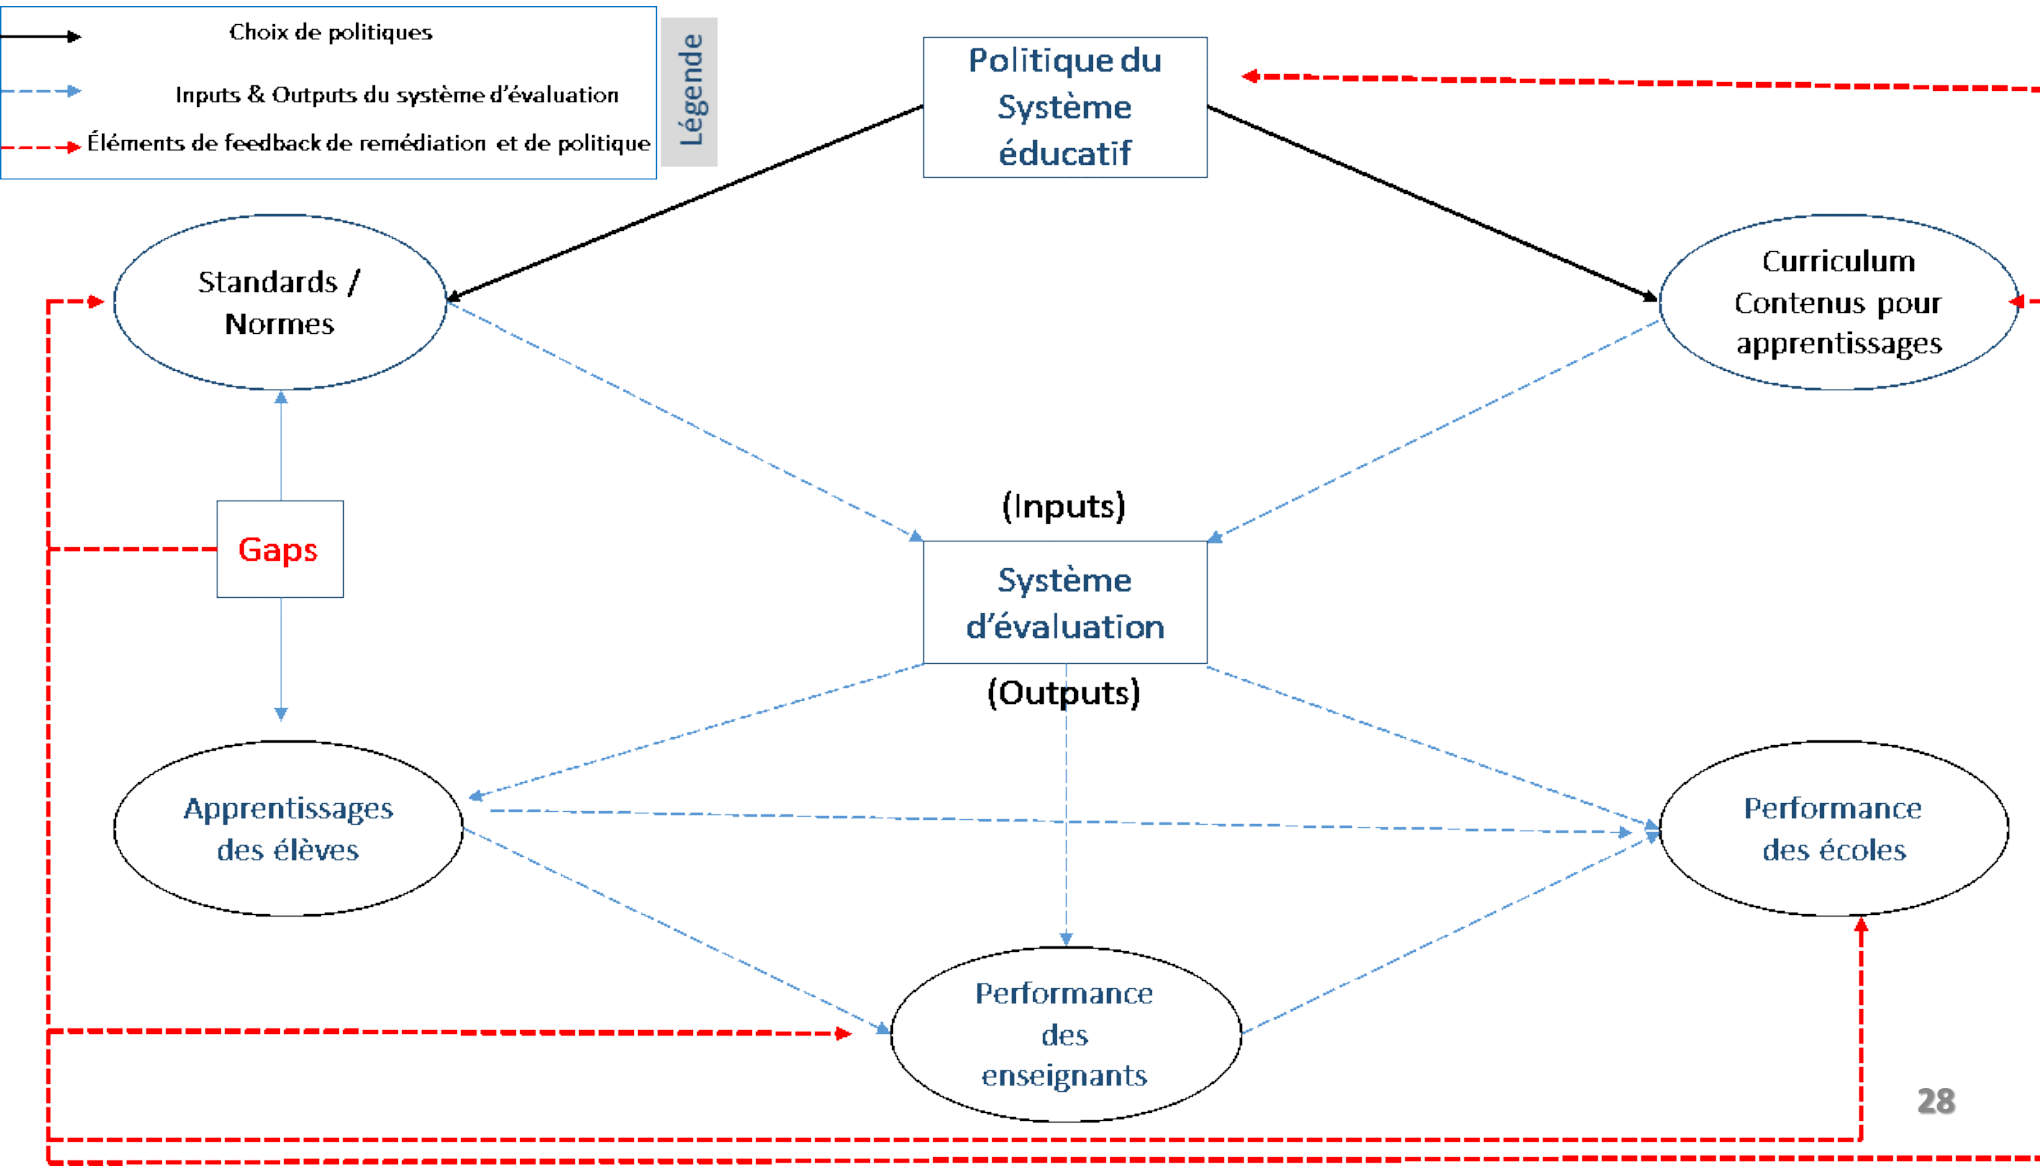 Choix de politiques
Inputs & Outputs du système d'évaluation
Éléments de feedback de remédiation et de politique
Légende
Politique du
Système
éducatif
Standards /
Normes
Curriculum
Contenus pour
apprentissages
(Inputs)
Gaps
Système
d'évaluation
(Outputs)
Apprentissages
des élèves
Performance
des écoles
Performance
des
enseignants
28